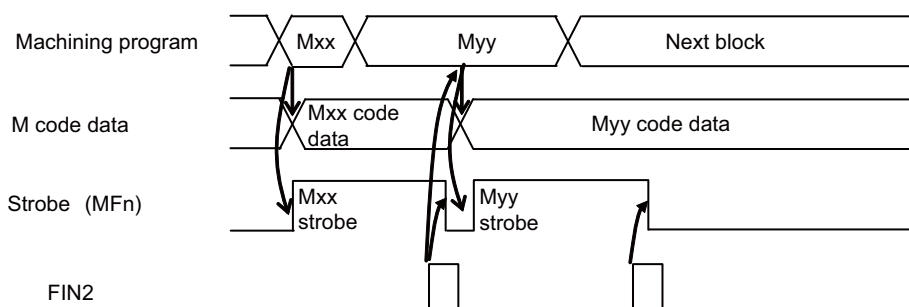 Machining program
Mxx
Myy
Next block
M code data
Mxx code
data
Myy code data
Strobe (MFn)
Mxx
strobe
Myy
strobe
FIN2